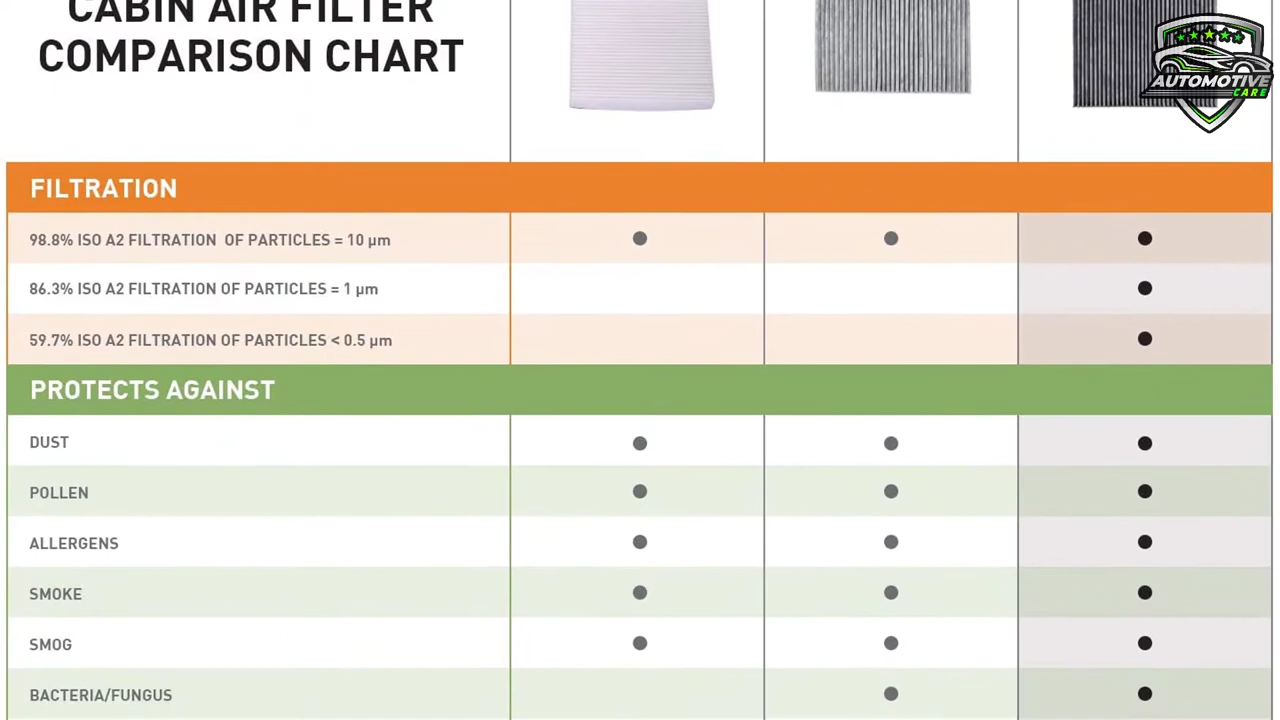 CABIN AIR FILTER
COMPARISON CHART
AUTOMOTIVE
CARE
FILTRATION
98.8% ISO A2 FILTRATION OF PARTICLES = 10 µm
86.3% ISO A2 FILTRATION OF PARTICLES = 1 µm
59.7% ISO A2 FILTRATION OF PARTICLES < 0.5 µm
PROTECTS AGAINST
DUST
POLLEN
ALLERGENS
SMOKE
SMOG
BACTERIA/FUNGUS